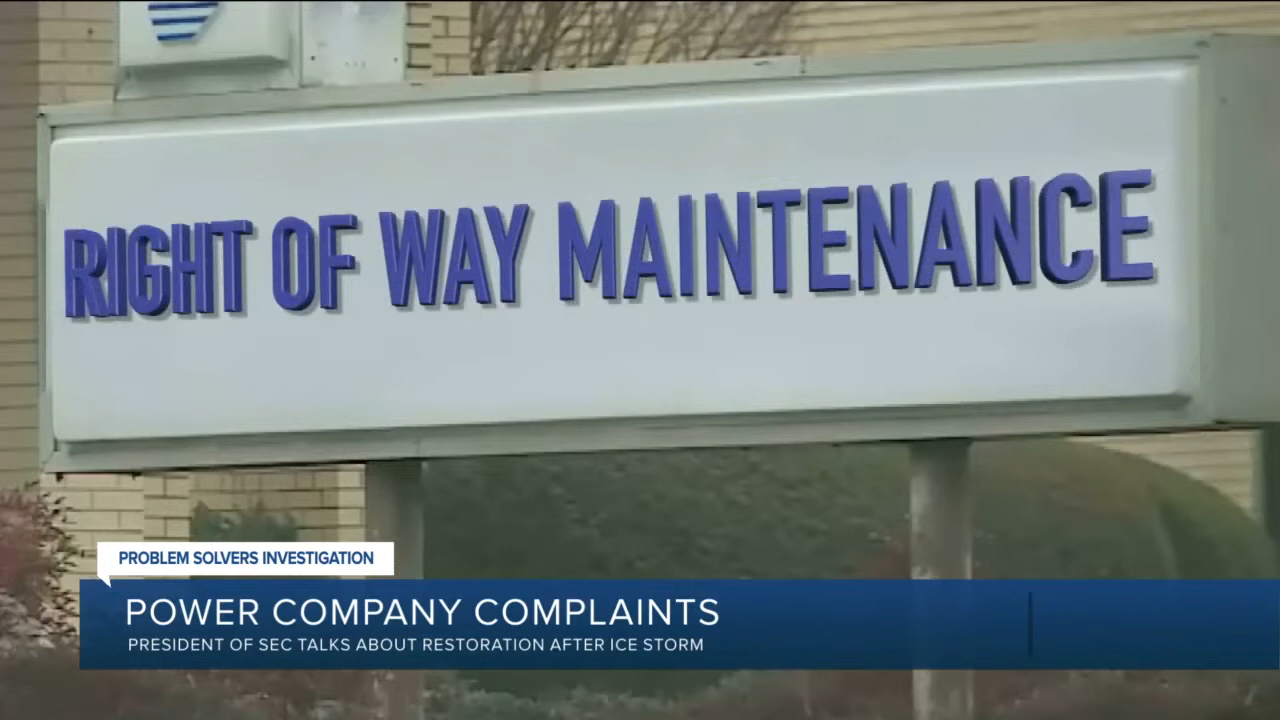 RIGHT OF WAY MAINTENANCE
PROBLEM SOLVERS INVESTIGATION
POWER COMPANY COMPLAINTS
PRESIDENT OF SEC TALKS ABOUT RESTORATION AFTER ICE STORM